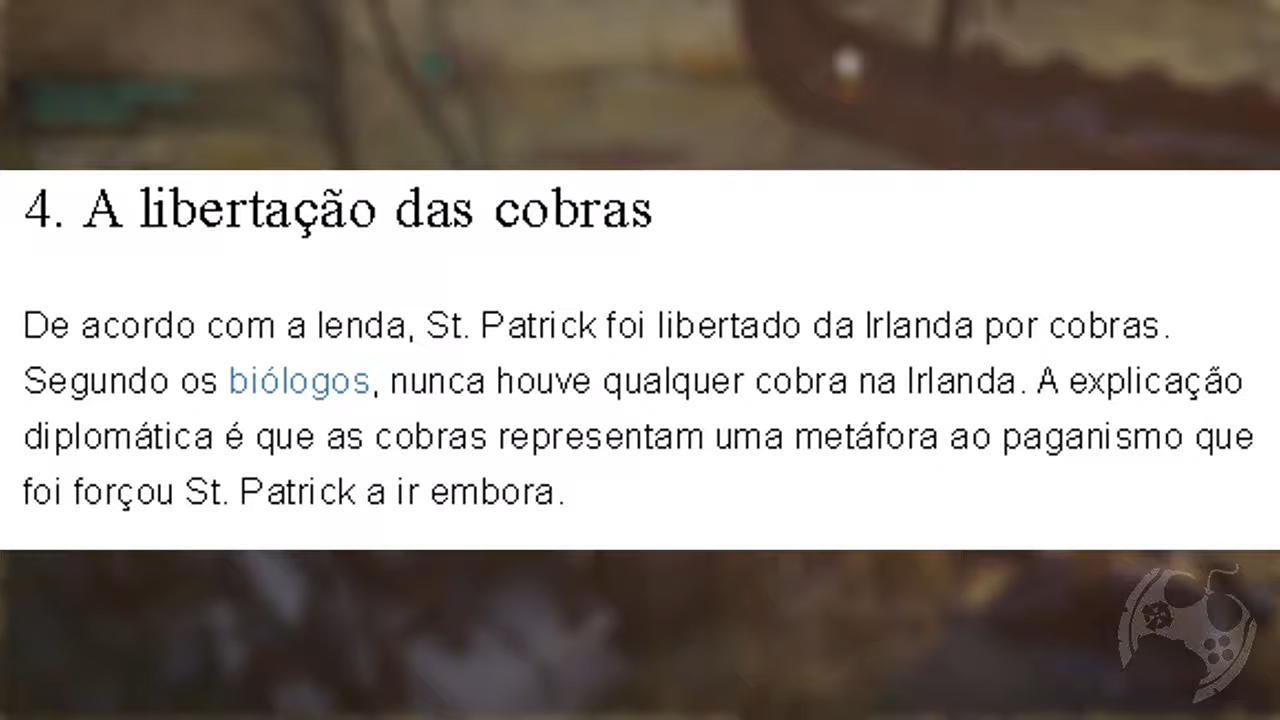 4. A libertação das cobras
De acordo com a lenda, St. Patrick foi libertado da Irlanda por cobras.
Segundo os biólogos, nunca houve qualquer cobra na Irlanda. A explicação
diplomática é que as cobras representam uma metáfora ao paganismo que
foi forçou St. Patrick a ir embora.